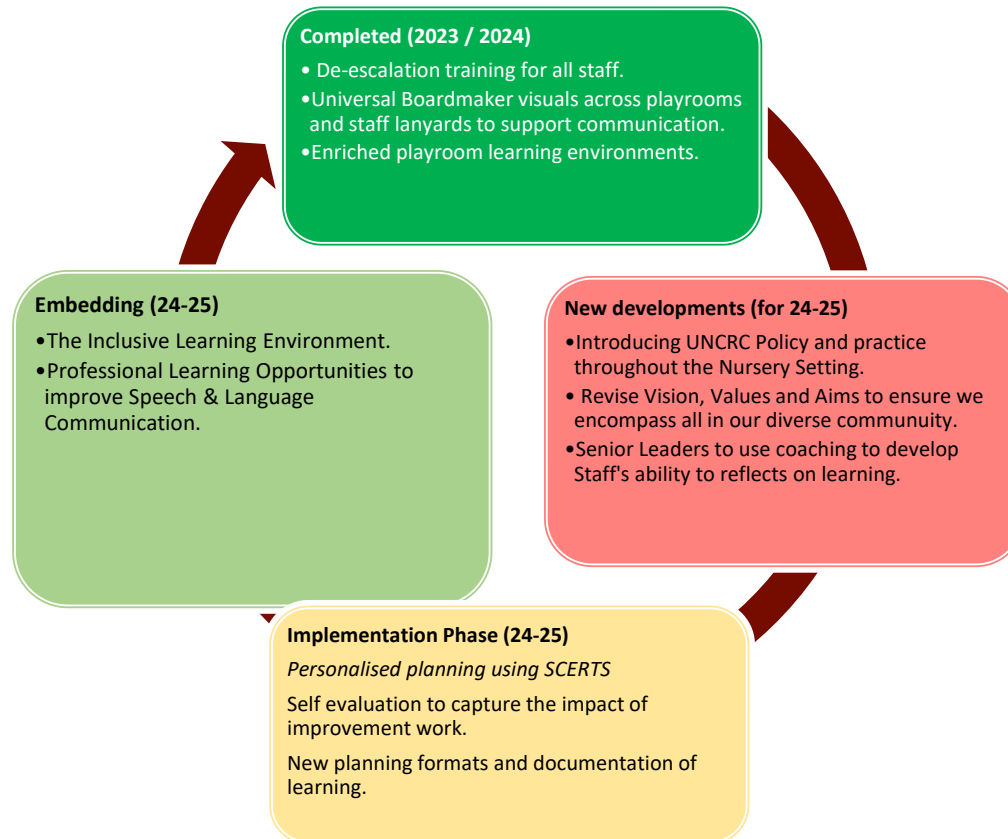 Completed (2023 / 2024)
• De-escalation training for all staff.
•Universal Boardmaker visuals across playrooms
and staff lanyards to support communication.
•Enriched playroom learning environments.
New developments (for 24-25)
•Introducing UNCRC Policy and practice
throughout the Nursery Setting.
• Revise Vision, Values and Aims to ensure we
encompass all in our diverse communuity.
•Senior Leaders to use coaching to develop
Staff's ability to reflects on learning.
Implementation Phase (24-25)
Personalised planning using SCERTS
Self evaluation to capture the impact of
improvement work.
New planning formats and documentation of
learning.
Embedding (24-25)
•The Inclusive Learning Environment.
•Professional Learning Opportunities to
improve Speech & Language
Communication.